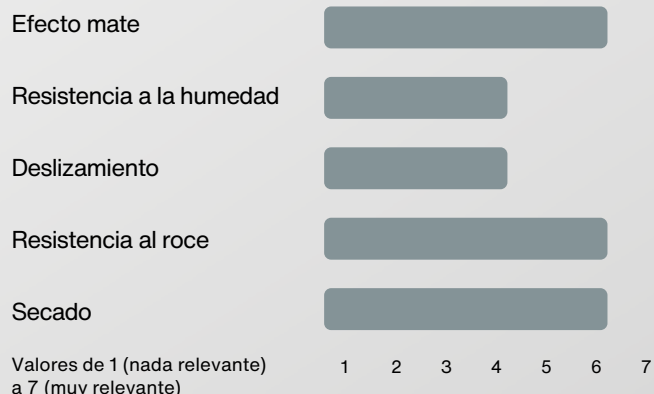 Efecto mate
Resistencia a la humedad
Deslizamiento
Resistencia al roce
Secado
Valores de 1 (nada relevante)
a 7 (muy relevante)
1 2 3 4 5 6 7